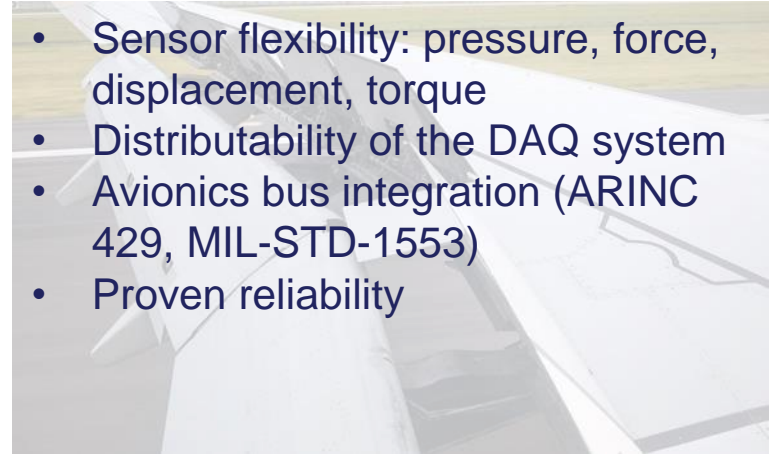 • Sensor flexibility: pressure, force,
displacement, torque
• Distributability of the DAQ system
• Avionics bus integration (ARINC
429, MIL-STD-1553)
• Proven reliability